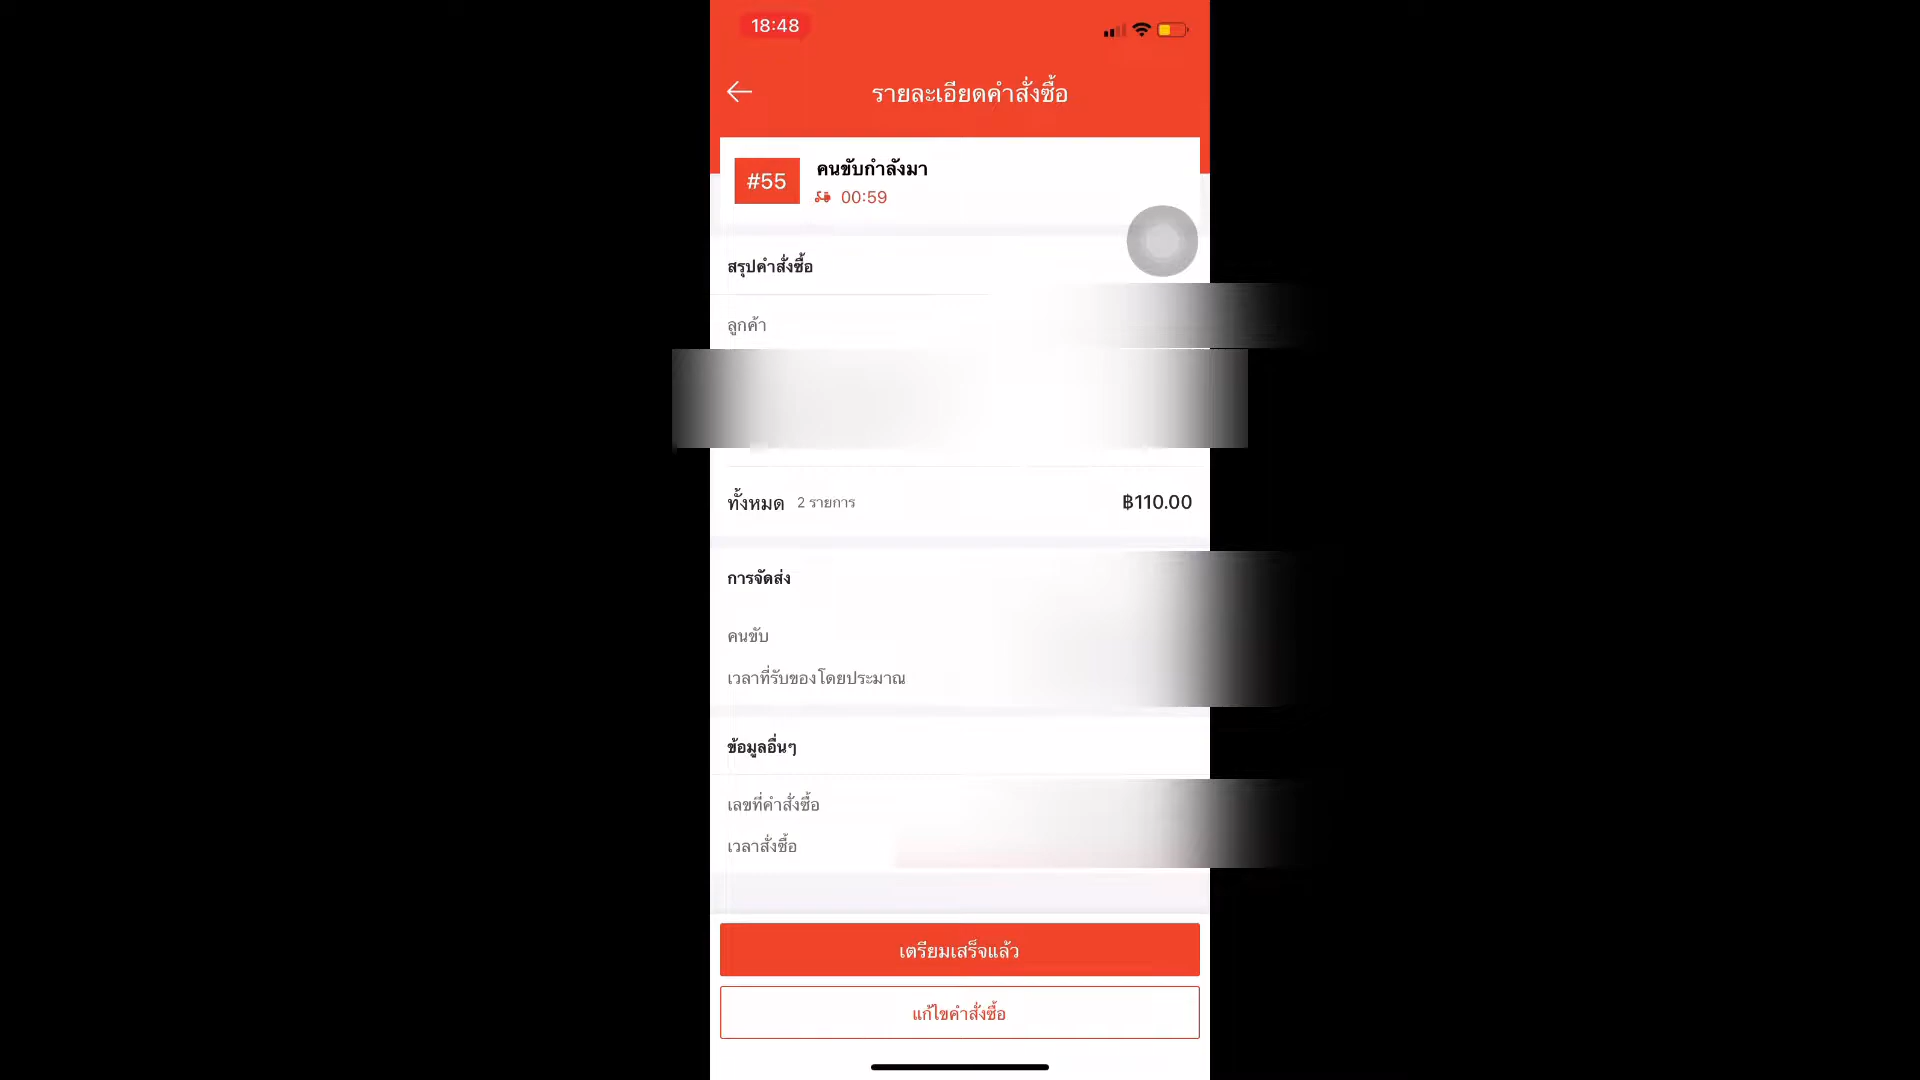 18:48
รายละเอียดคำสั่งซื้อ
#55
คนขับกำลังมา
00:59
สรุปคำสั่งซื้อ
ลูกค้า
ทั้งหมด 2 รายการ ฿110.00
การจัดส่ง
คนขับ
เวลาที่รับของโดยประมาณ
ข้อมูลอื่นๆ
เลขที่คำสั่งซื้อ
เวลาสั่งซื้อ
เตรียมเสร็จแล้ว
แก้ไขคำสั่งซื้อ